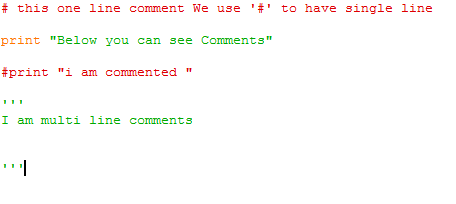 # this one line comment We use '#' to have single line
print "Below you can see Comments"
#print "i am commented "
'''
I am multi line comments
'''